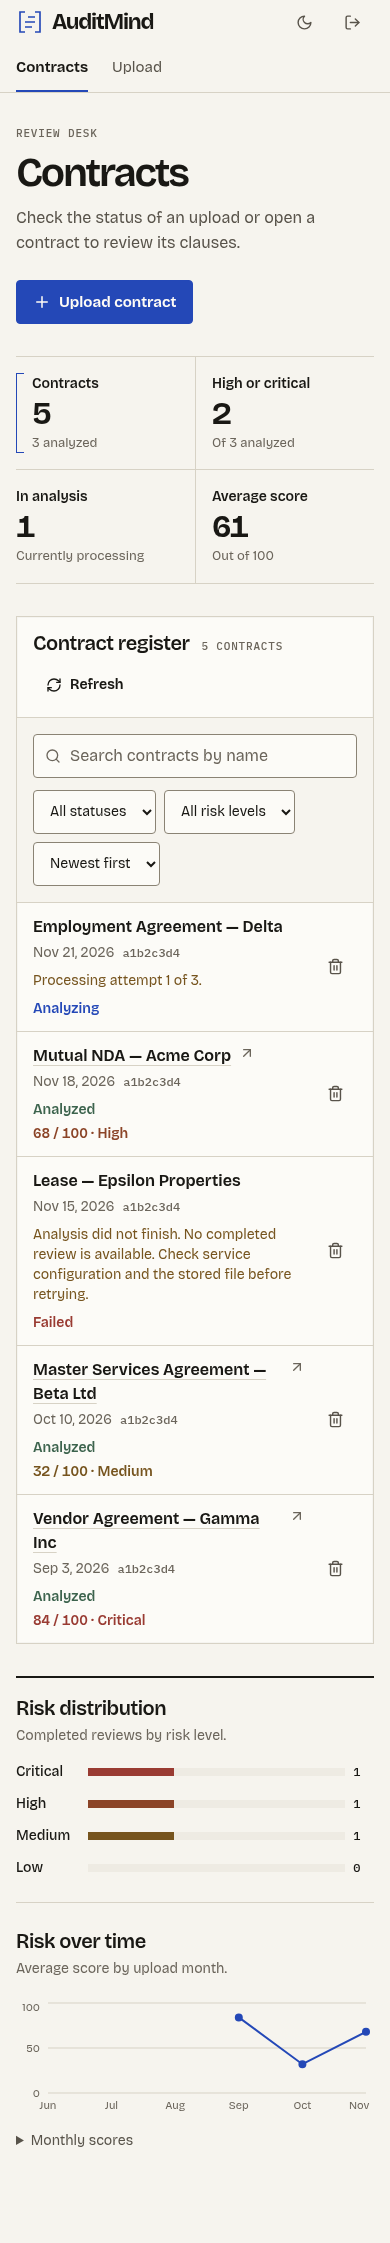 AuditMind
Contracts Upload
REVIEW DESK
Contracts
Check the status of an upload or open a
contract to review its clauses.
Upload contract
Contracts
5
3 analyzed
High or critical
2
Of 3 analyzed
In analysis
1
Currently processing
Average score
61
Out of 100
Contract register 5 CONTRACTS
Refresh
Search contracts by name
All statuses All risk levels
Newest first
Employment Agreement — Delta
Nov 21, 2026 a1b2c3d4
Processing attempt 1 of 3.
Analyzing
Mutual NDA — Acme Corp
Nov 18, 2026 a1b2c3d4
Analyzed
68 / 100 · High
Lease — Epsilon Properties
Nov 15, 2026 a1b2c3d4
Analysis did not finish. No completed
review is available. Check service
configuration and the stored file before
retrying.
Failed
Master Services Agreement —
Beta Ltd
Oct 10, 2026 a1b2c3d4
Analyzed
32 / 100 · Medium
Vendor Agreement — Gamma
Inc
Sep 3, 2026 a1b2c3d4
Analyzed
84 / 100 · Critical
Risk distribution
Completed reviews by risk level.
Critical 1
High 1
Medium 1
Low 0
Risk over time
Average score by upload month.
100
50
0
Jun Jul Aug Sep Oct Nov
Monthly scores